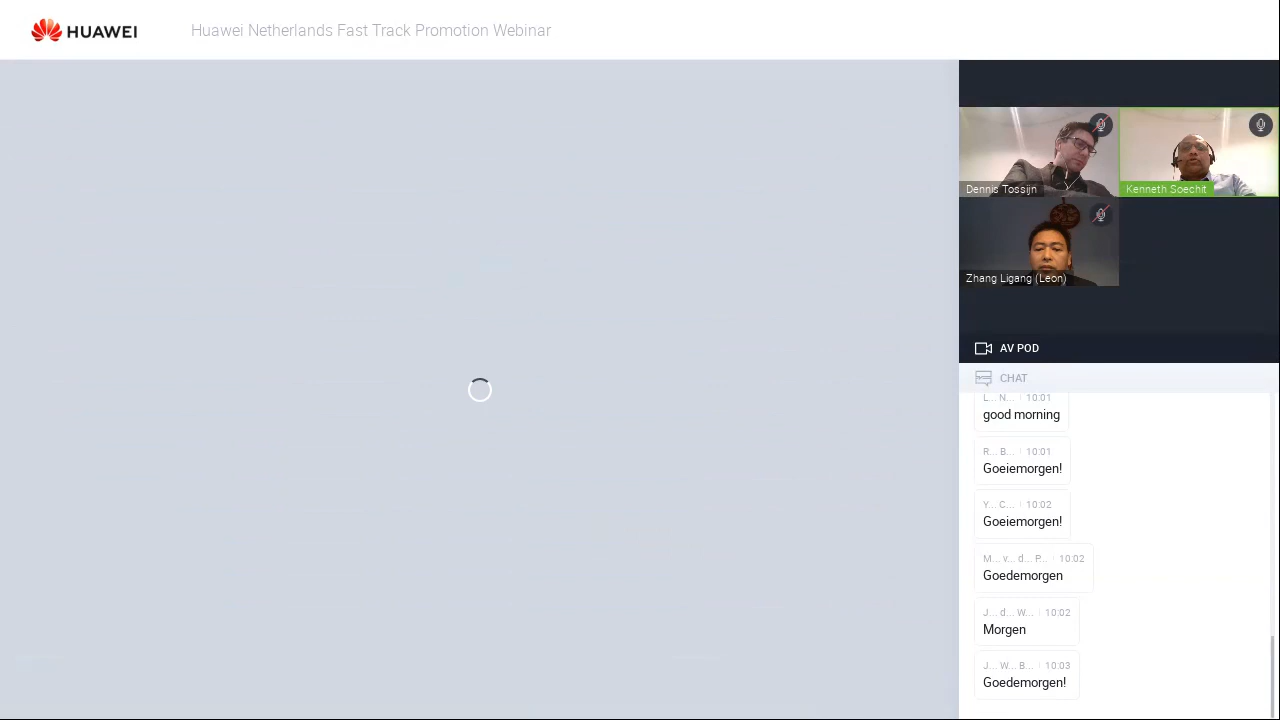 HUAWEI
Huawei Netherlands Fast Track Promotion Webinar
Dennis Tossijn
Kenneth Soechit
Zhang Ligang (Leon)
AV POD
CHAT
L... N... 10:01
good morning
R... B... 10:01
Goeiemorgen!
Y... C... 10:02
Goeiemorgen!
M... v... d... P... 10:02
Goedemorgen
J... d... W... 10:02
Morgen
J... W... B... 10:03
Goedemorgen!